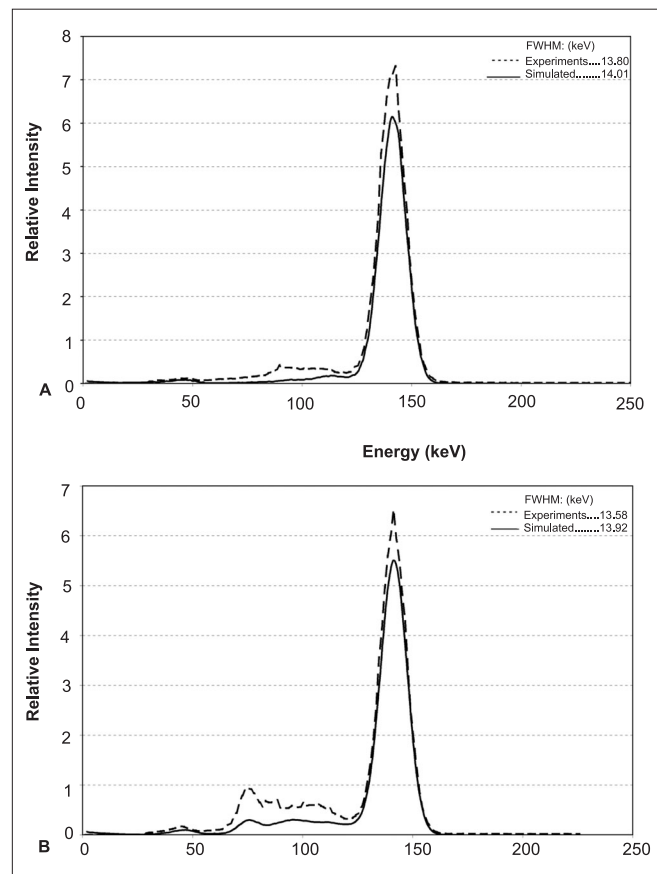 8
FWHM: (keV)
Experiments....13.80
Simulated........14.01
7
6
5
4
3
2
1
0
Relative Intensity
A
0 50 100 150 200 250
Energy (keV)
7
FWHM: (keV)
Experiments.....13.58
Simulated.........13.92
6
5
4
3
2
1
0
Relative Intensity
B
0 50 100 150 200 250